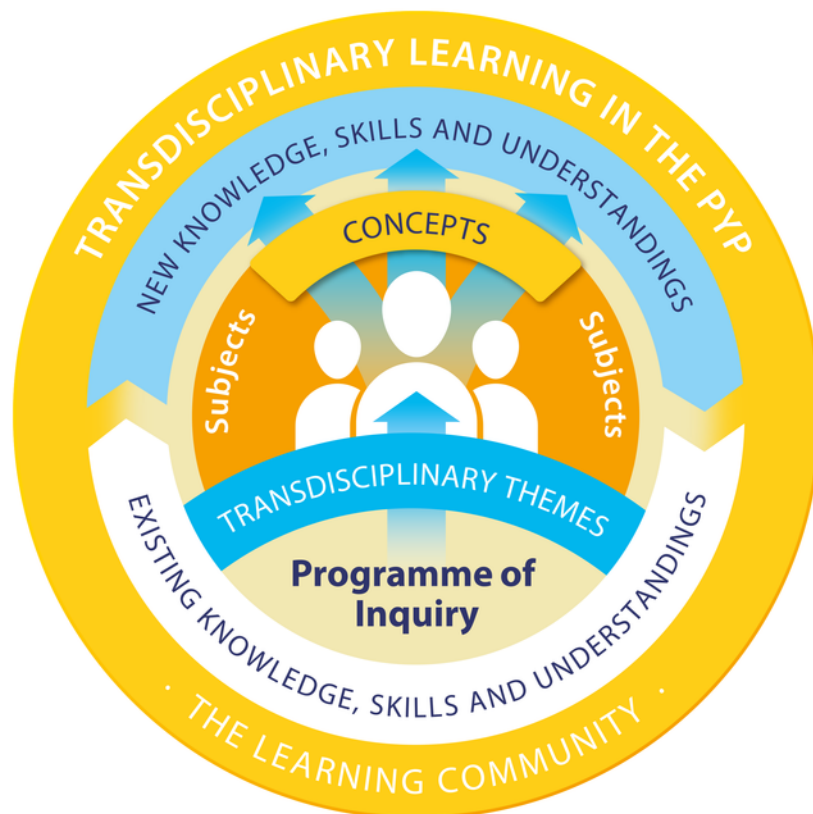 TRANSDISCIPLINARY LEARNING IN THE PYP
NEW KNOWLEDGE, SKILLS AND UNDERSTANDINGS
CONCEPTS
Subjects
Subjects
TRANSDISCIPLINARY THEMES
Programme of
Inquiry
EXISTING KNOWLEDGE, SKILLS AND UNDERSTANDINGS
· THE LEARNING COMMUNITY ·